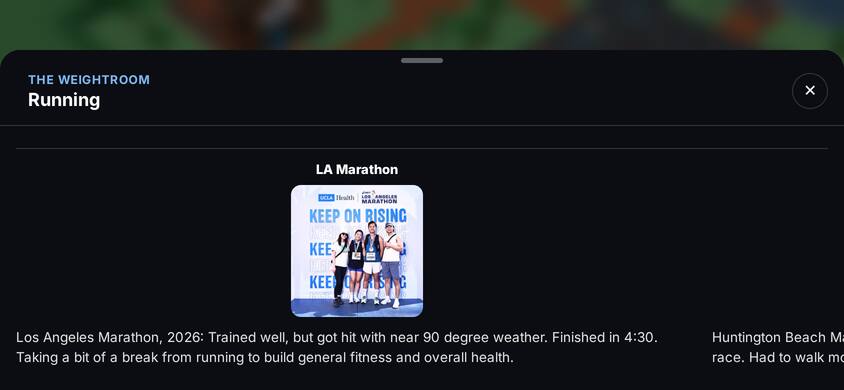 THE WEIGHTROOM
Running
LA Marathon
UCLA Health
LOS ANGELES
MARATHON
KEEP ON RISING
Los Angeles Marathon, 2026: Trained well, but got hit with near 90 degree weather. Finished in 4:30.
Taking a bit of a break from running to build general fitness and overall health.
Huntington Beach
race. Had to walk